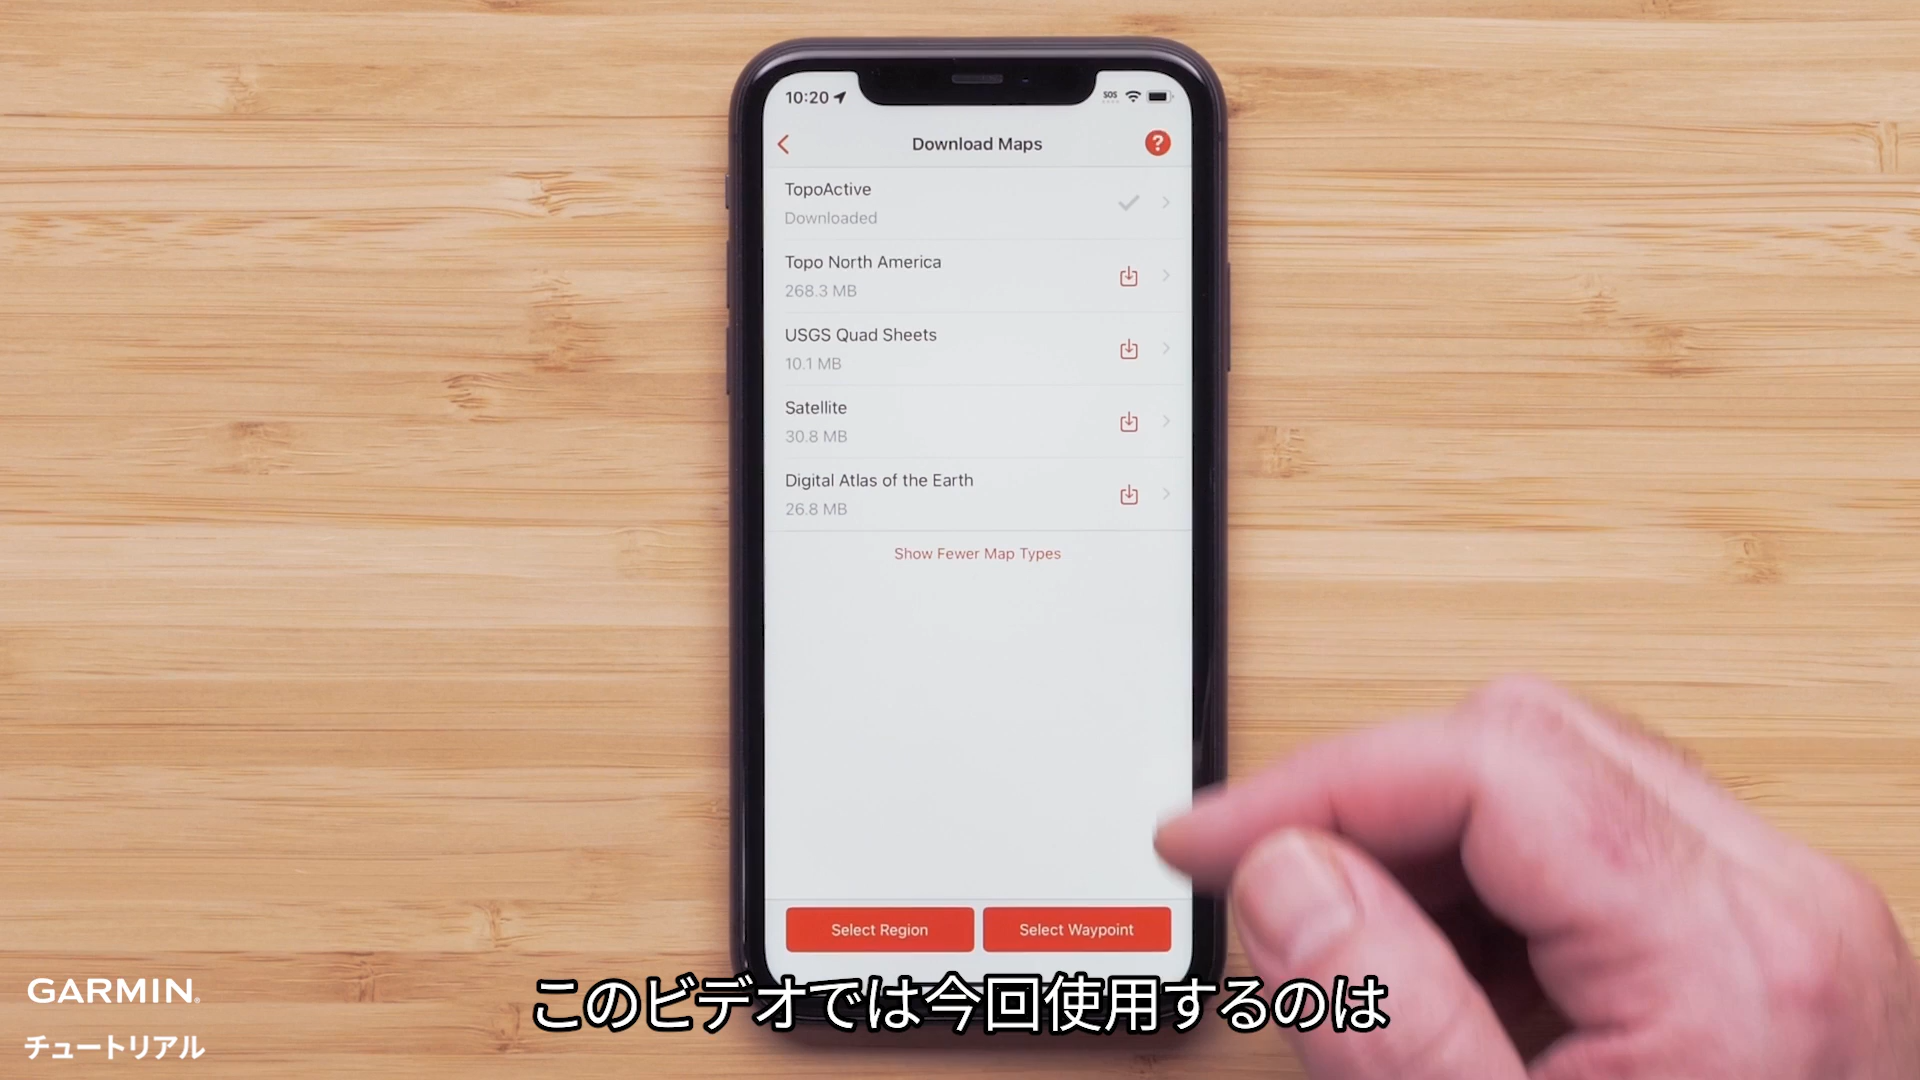 10:20
SOS
Download Maps
?
TopoActive
Downloaded
Topo North America
268.3 MB
USGS Quad Sheets
10.1 MB
Satellite
30.8 MB
Digital Atlas of the Earth
26.8 MB
Show Fewer Map Types
Select Region
Select Waypoint
このビデオでは今回使用するのは
GARMIN®
チュートリアル